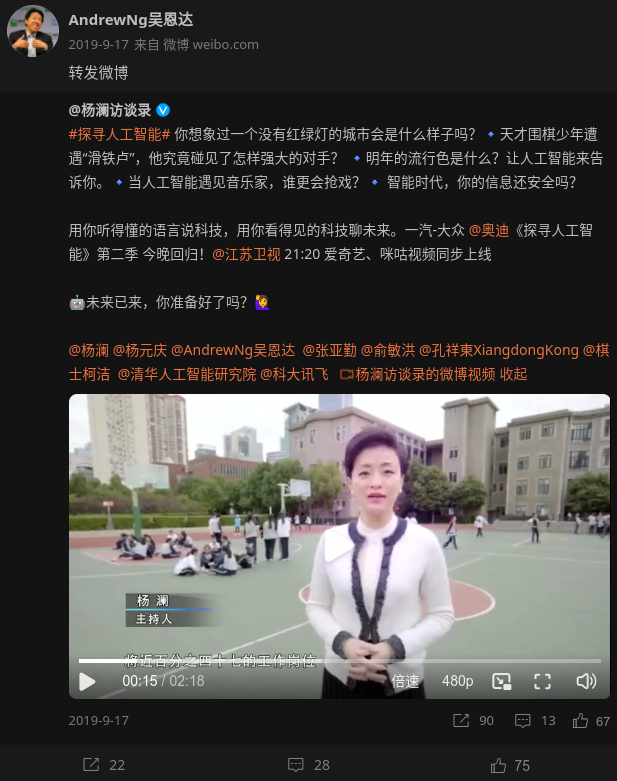 AndrewNg吴恩达
2019-9-17 来自 微博 weibo.com
转发微博
@杨澜访谈录
#探寻人工智能# 你想象过一个没有红绿灯的城市会是什么样子吗？🔹天才围棋少年遭
遇“滑铁卢”，他究竟碰见了怎样强大的对手？🔹明年的流行色是什么？让人工智能来告
诉你。🔹当人工智能遇见音乐家，谁更会抢戏？🔹 智能时代，你的信息还安全吗？
用你听得懂的语言说科技，用你看得见的科技聊未来。一汽-大众 @奥迪《探寻人工智
能》第二季 今晚回归！@江苏卫视 21:20 爱奇艺、咪咕视频同步上线
🤖未来已来，你准备好了吗？🙋‍♀️
@杨澜 @杨元庆 @AndrewNg吴恩达 @张亚勤 @俞敏洪 @孔祥東XiangdongKong @棋
士柯洁 @清华人工智能研究院 @科大讯飞 杨澜访谈录的微博视频 收起
杨 澜
主持人
将近百分之四十七的工作岗位
00:15 / 02:18 倍速 480p
2019-9-17 90 13 67
22 28 75